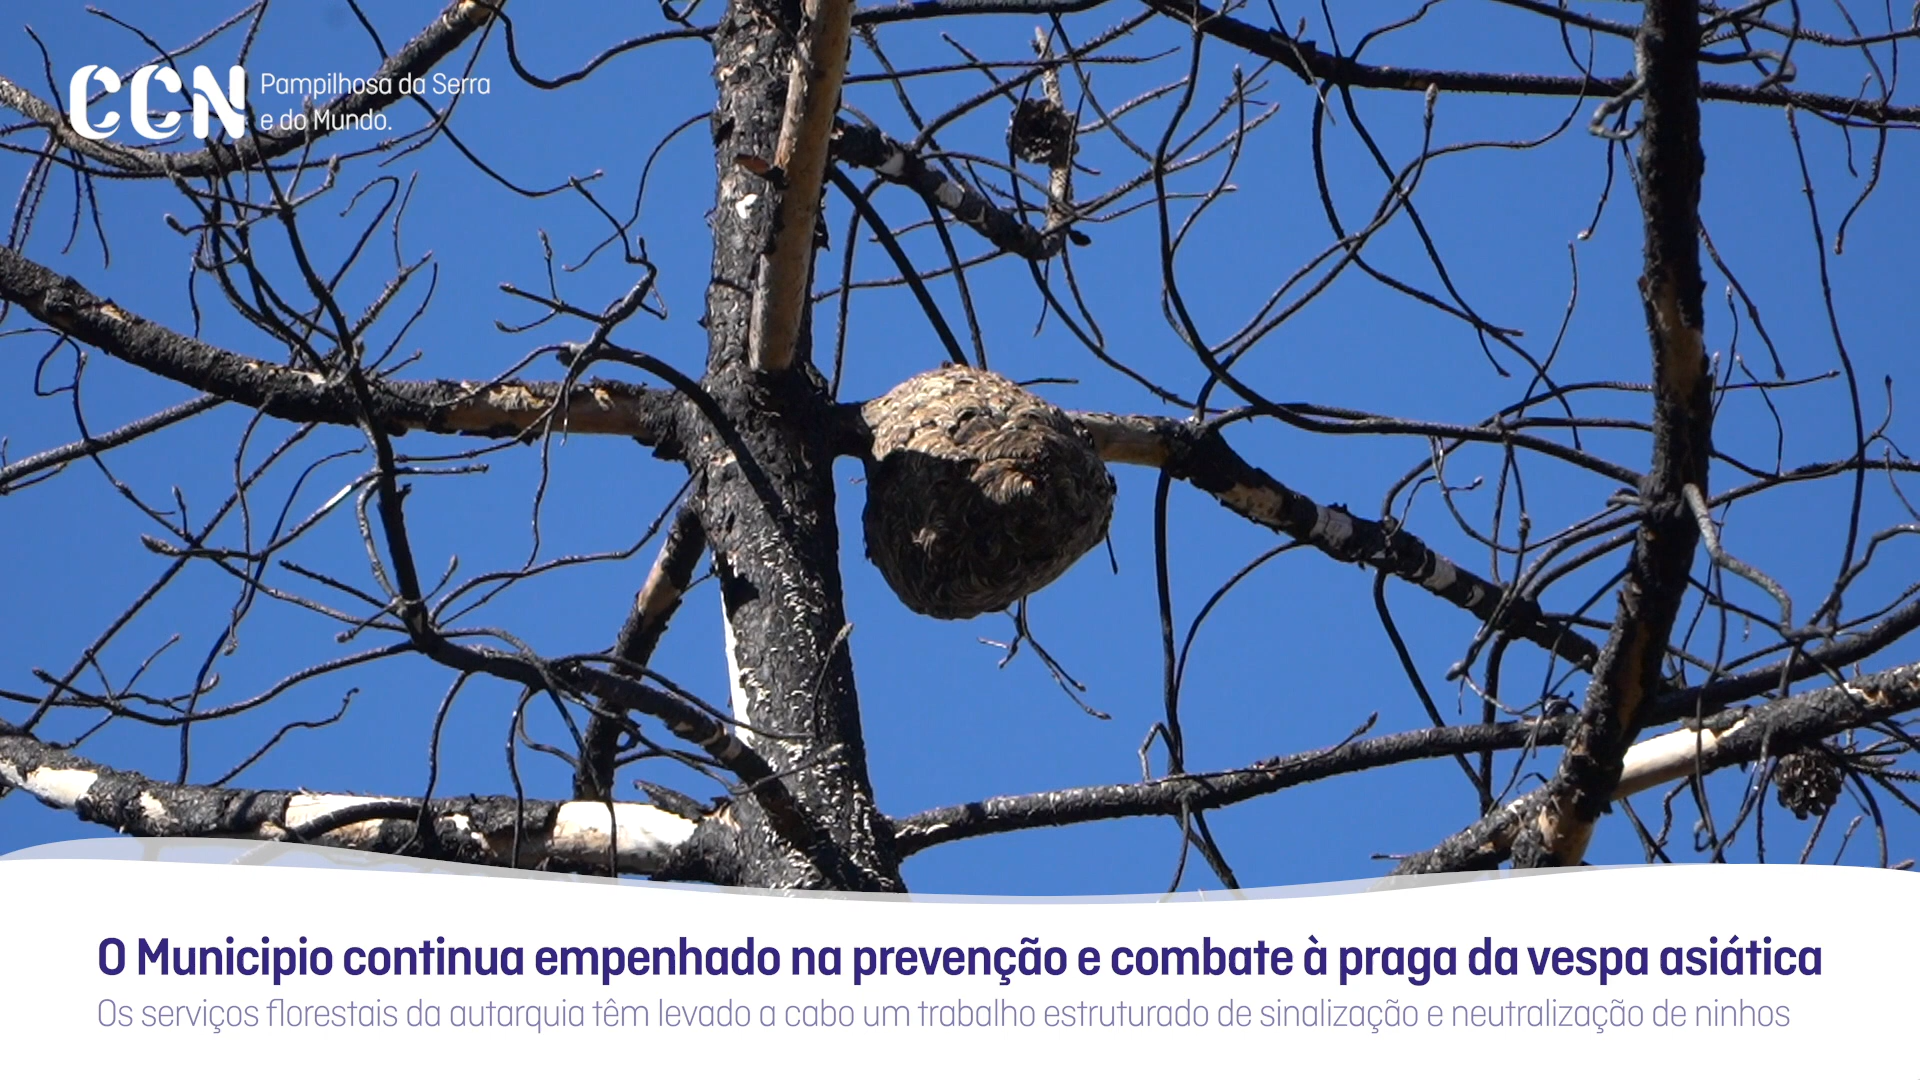 CCN
Pampilhosa da Serra
e do Mundo.
O Municipio continua empenhado na prevenção e combate à praga da vespa asiática
Os serviços florestais da autarquia têm levado a cabo um trabalho estruturado de sinalização e neutralização de ninhos